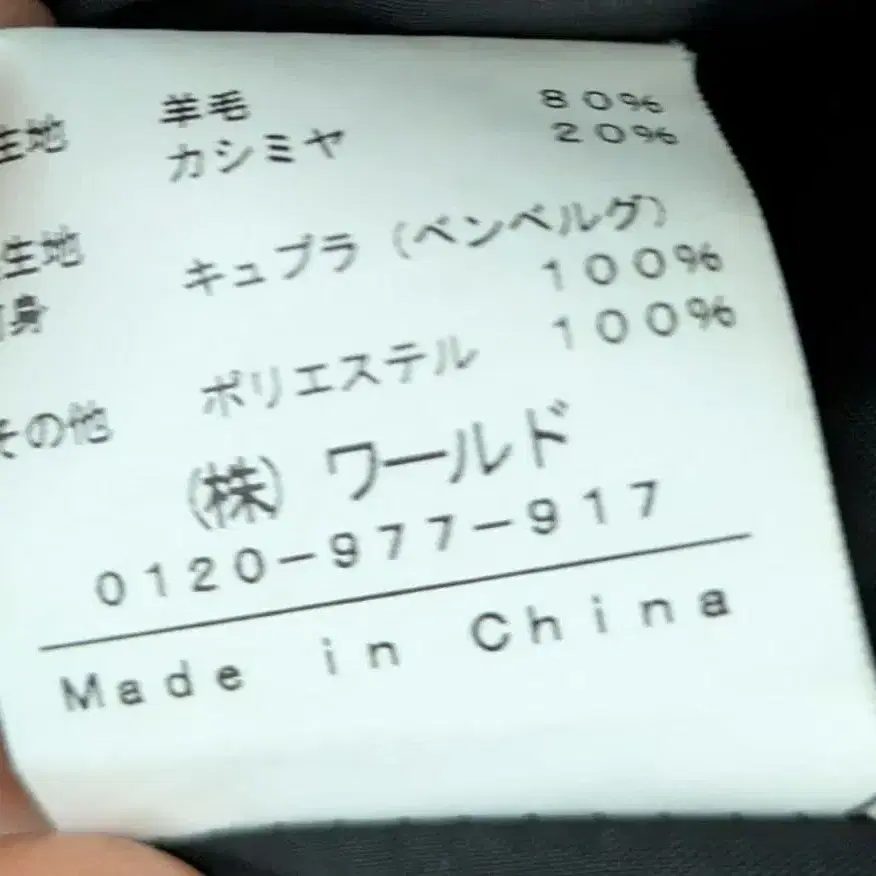 生地 羊毛 80%
カシミヤ 20%
生地 キュプラ（ベンベルグ）
身 100%
その他 ポリエステル 100%
（株）ワールド
0120-977-917
Made in China